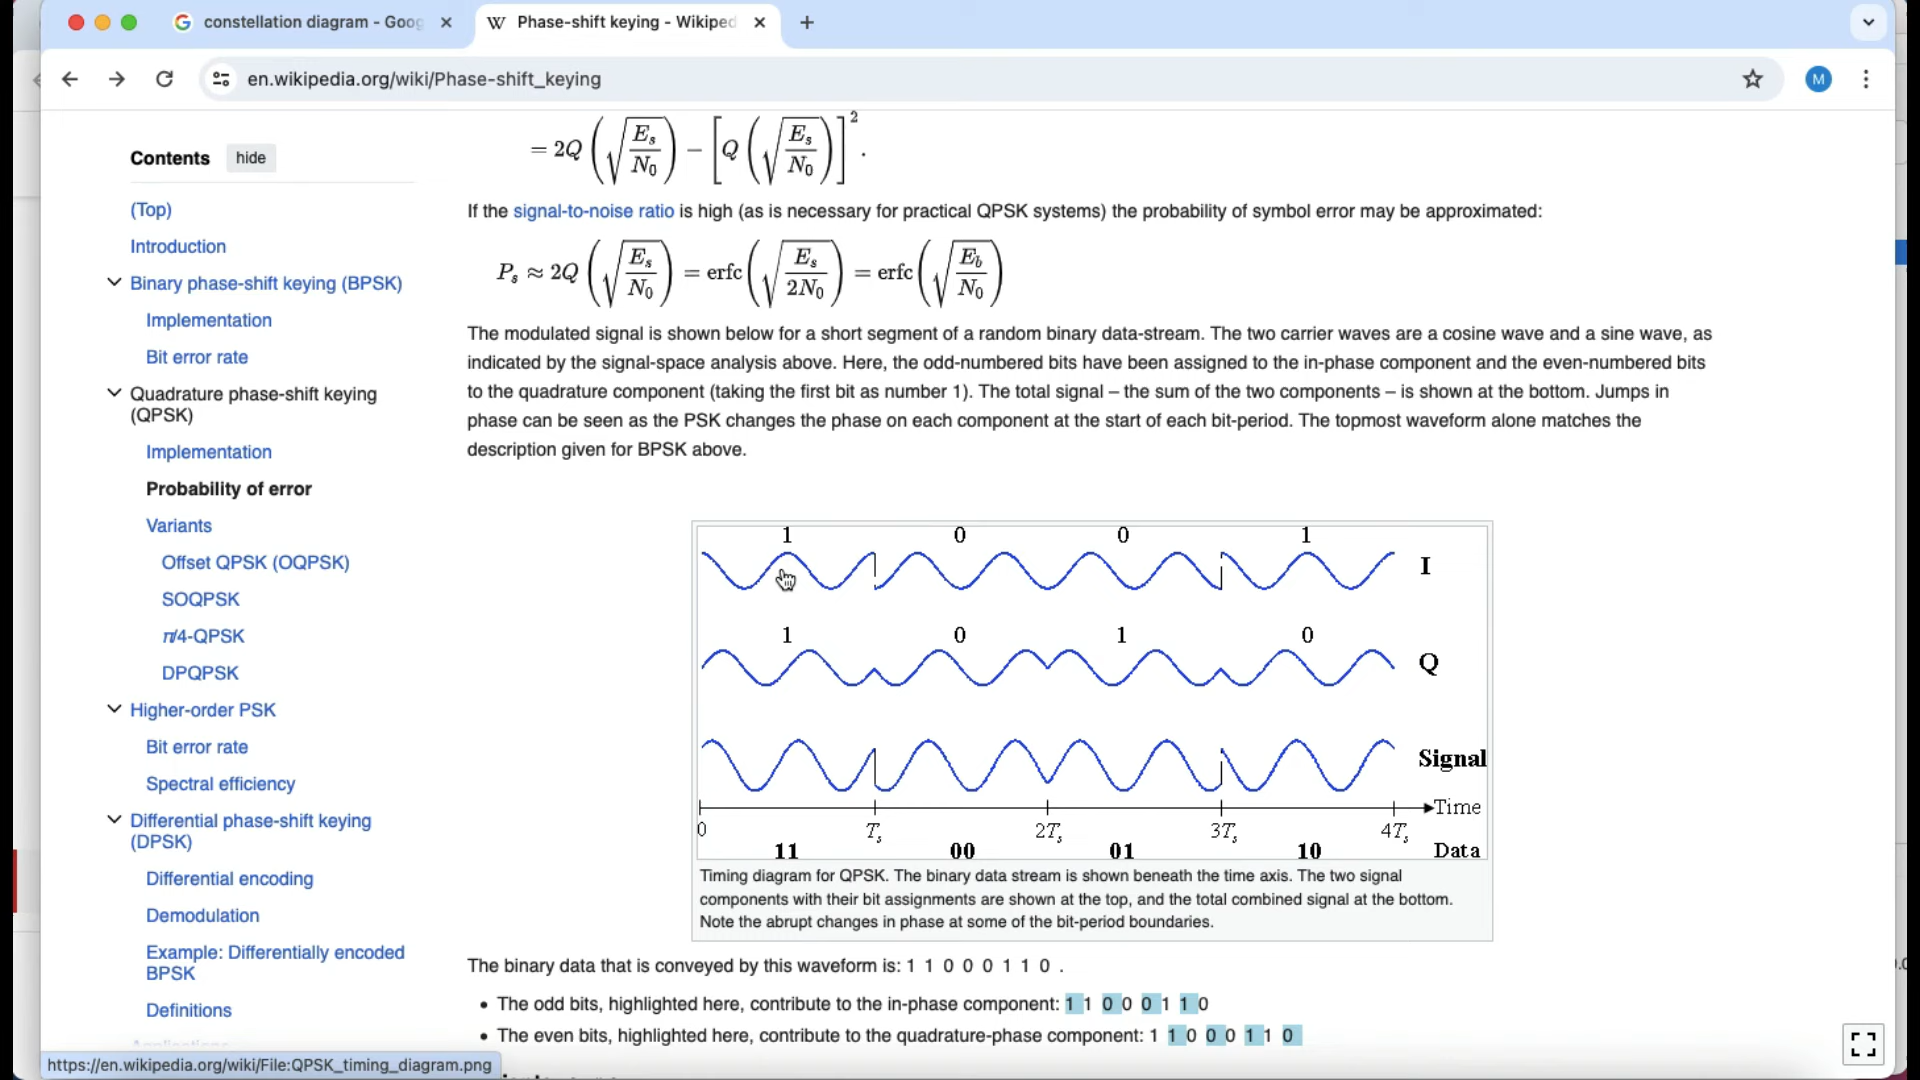 constellation diagram - Goog
Phase-shift keying - Wikiped
en.wikipedia.org/wiki/Phase-shift_keying
M
Contents hide
(Top)
Introduction
Binary phase-shift keying (BPSK)
Implementation
Bit error rate
Quadrature phase-shift keying
(QPSK)
Implementation
Probability of error
Variants
Offset QPSK (OQPSK)
SOQPSK
π/4-QPSK
DPQPSK
Higher-order PSK
Bit error rate
Spectral efficiency
Differential phase-shift keying
(DPSK)
Differential encoding
Demodulation
Example: Differentially encoded
BPSK
Definitions
Applications
= 2Q(√(E_s/N_0)) − [Q(√(E_s/N_0))]².
If the signal-to-noise ratio is high (as is necessary for practical QPSK systems) the probability of symbol error may be approximated:
P_s ≈ 2Q(√(E_s/N_0)) = erfc(√(E_s/2N_0)) = erfc(√(E_b/N_0))
The modulated signal is shown below for a short segment of a random binary data-stream. The two carrier waves are a cosine wave and a sine wave, as
indicated by the signal-space analysis above. Here, the odd-numbered bits have been assigned to the in-phase component and the even-numbered bits
to the quadrature component (taking the first bit as number 1). The total signal – the sum of the two components – is shown at the bottom. Jumps in
phase can be seen as the PSK changes the phase on each component at the start of each bit-period. The topmost waveform alone matches the
description given for BPSK above.
1 0 0 1
I
1 0 1 0
Q
Signal
Time
0 T_s 2T_s 3T_s 4T_s
11 00 01 10 Data
Timing diagram for QPSK. The binary data stream is shown beneath the time axis. The two signal
components with their bit assignments are shown at the top, and the total combined signal at the bottom.
Note the abrupt changes in phase at some of the bit-period boundaries.
The binary data that is conveyed by this waveform is: 1 1 0 0 0 1 1 0 .
• The odd bits, highlighted here, contribute to the in-phase component: 1 1 0 0 0 1 1 0
• The even bits, highlighted here, contribute to the quadrature-phase component: 1 1 0 0 0 1 1 0
https://en.wikipedia.org/wiki/File:QPSK_timing_diagram.png